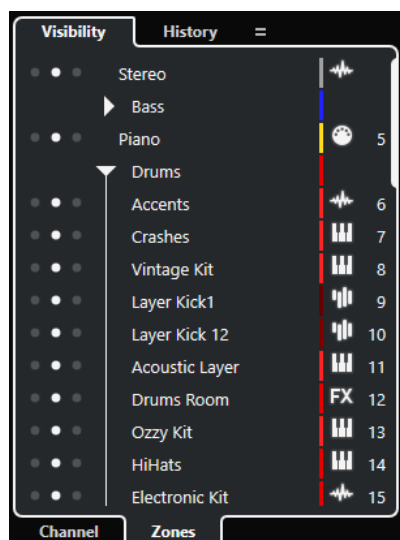 Visibility History =
Stereo
Bass
Piano 5
Drums
Accents 6
Crashes 7
Vintage Kit 8
Layer Kick1 9
Layer Kick 12 10
Acoustic Layer 11
Drums Room FX 12
Ozzy Kit 13
HiHats 14
Electronic Kit 15
Channel Zones